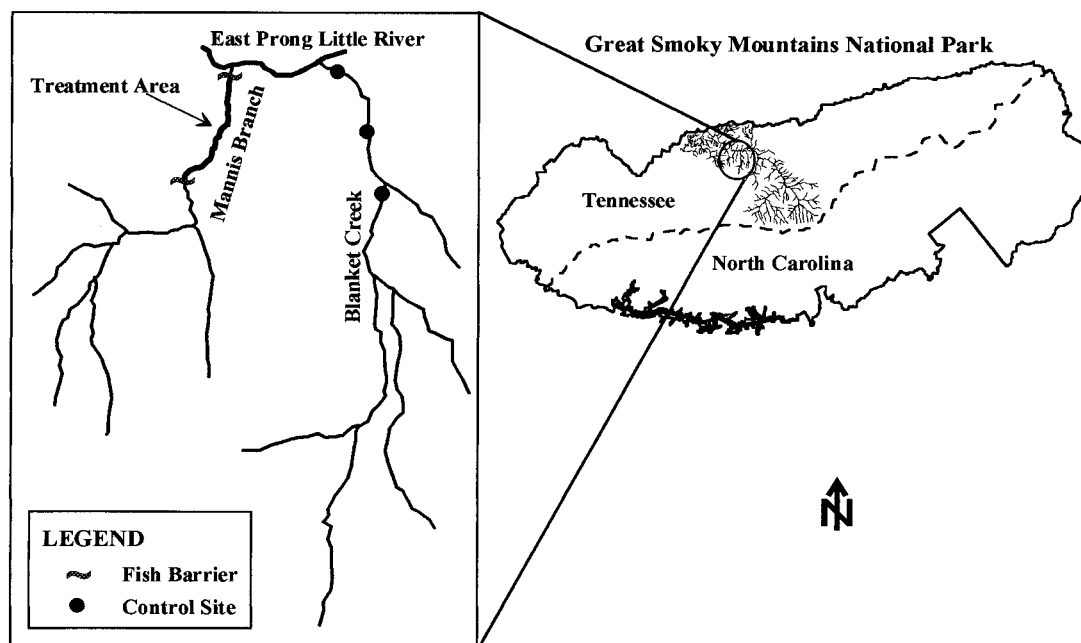 East Prong Little River
Treatment Area
Mannis Branch
Blanket Creek
LEGEND
Fish Barrier
Control Site
Great Smoky Mountains National Park
Tennessee
North Carolina
N